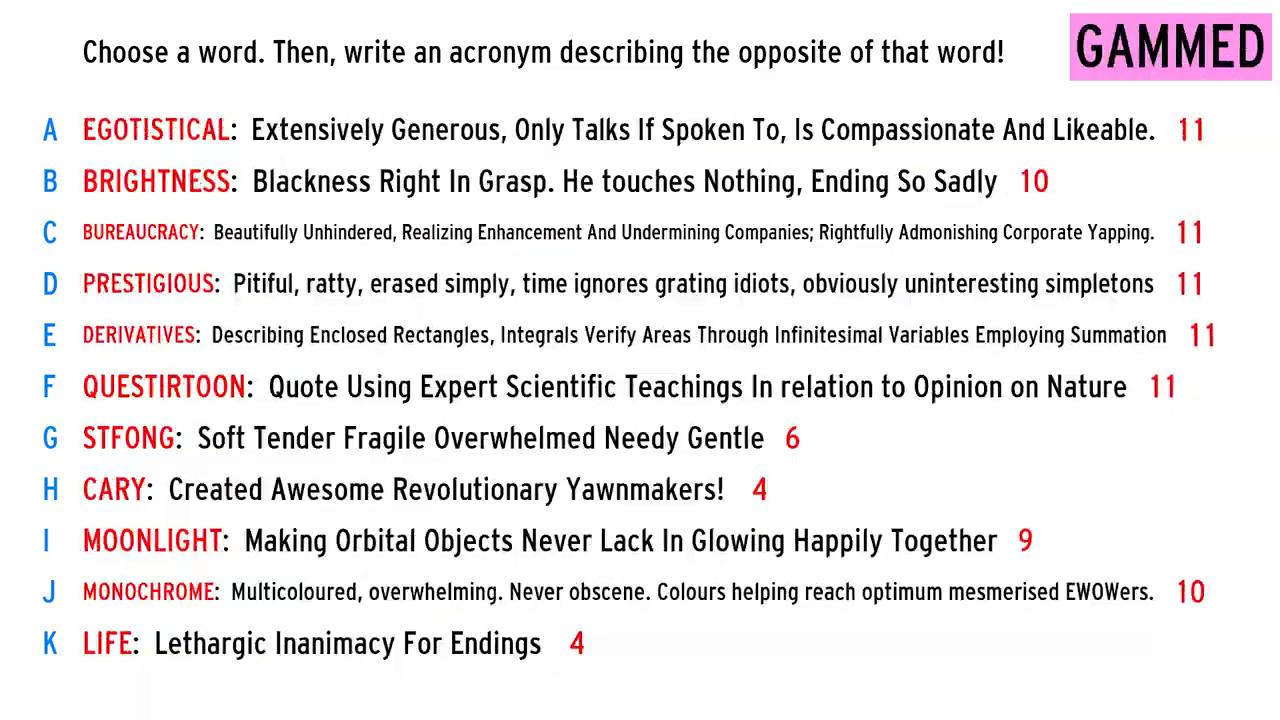 Choose a word. Then, write an acronym describing the opposite of that word!
GAMMED
A EGOTISTICAL: Extensively Generous, Only Talks If Spoken To, Is Compassionate And Likeable. 11
B BRIGHTNESS: Blackness Right In Grasp. He touches Nothing, Ending So Sadly 10
C BUREAUCRACY: Beautifully Unhindered, Realizing Enhancement And Undermining Companies; Rightfully Admonishing Corporate Yapping. 11
D PRESTIGIOUS: Pitiful, ratty, erased simply, time ignores grating idiots, obviously uninteresting simpletons 11
E DERIVATIVES: Describing Enclosed Rectangles, Integrals Verify Areas Through Infinitesimal Variables Employing Summation 11
F QUESTIRTOON: Quote Using Expert Scientific Teachings In relation to Opinion on Nature 11
G STFONG: Soft Tender Fragile Overwhelmed Needy Gentle 6
H CARY: Created Awesome Revolutionary Yawnmakers! 4
I MOONLIGHT: Making Orbital Objects Never Lack In Glowing Happily Together 9
J MONOCHROME: Multicoloured, overwhelming. Never obscene. Colours helping reach optimum mesmerised EWOWers. 10
K LIFE: Lethargic Inanimacy For Endings 4